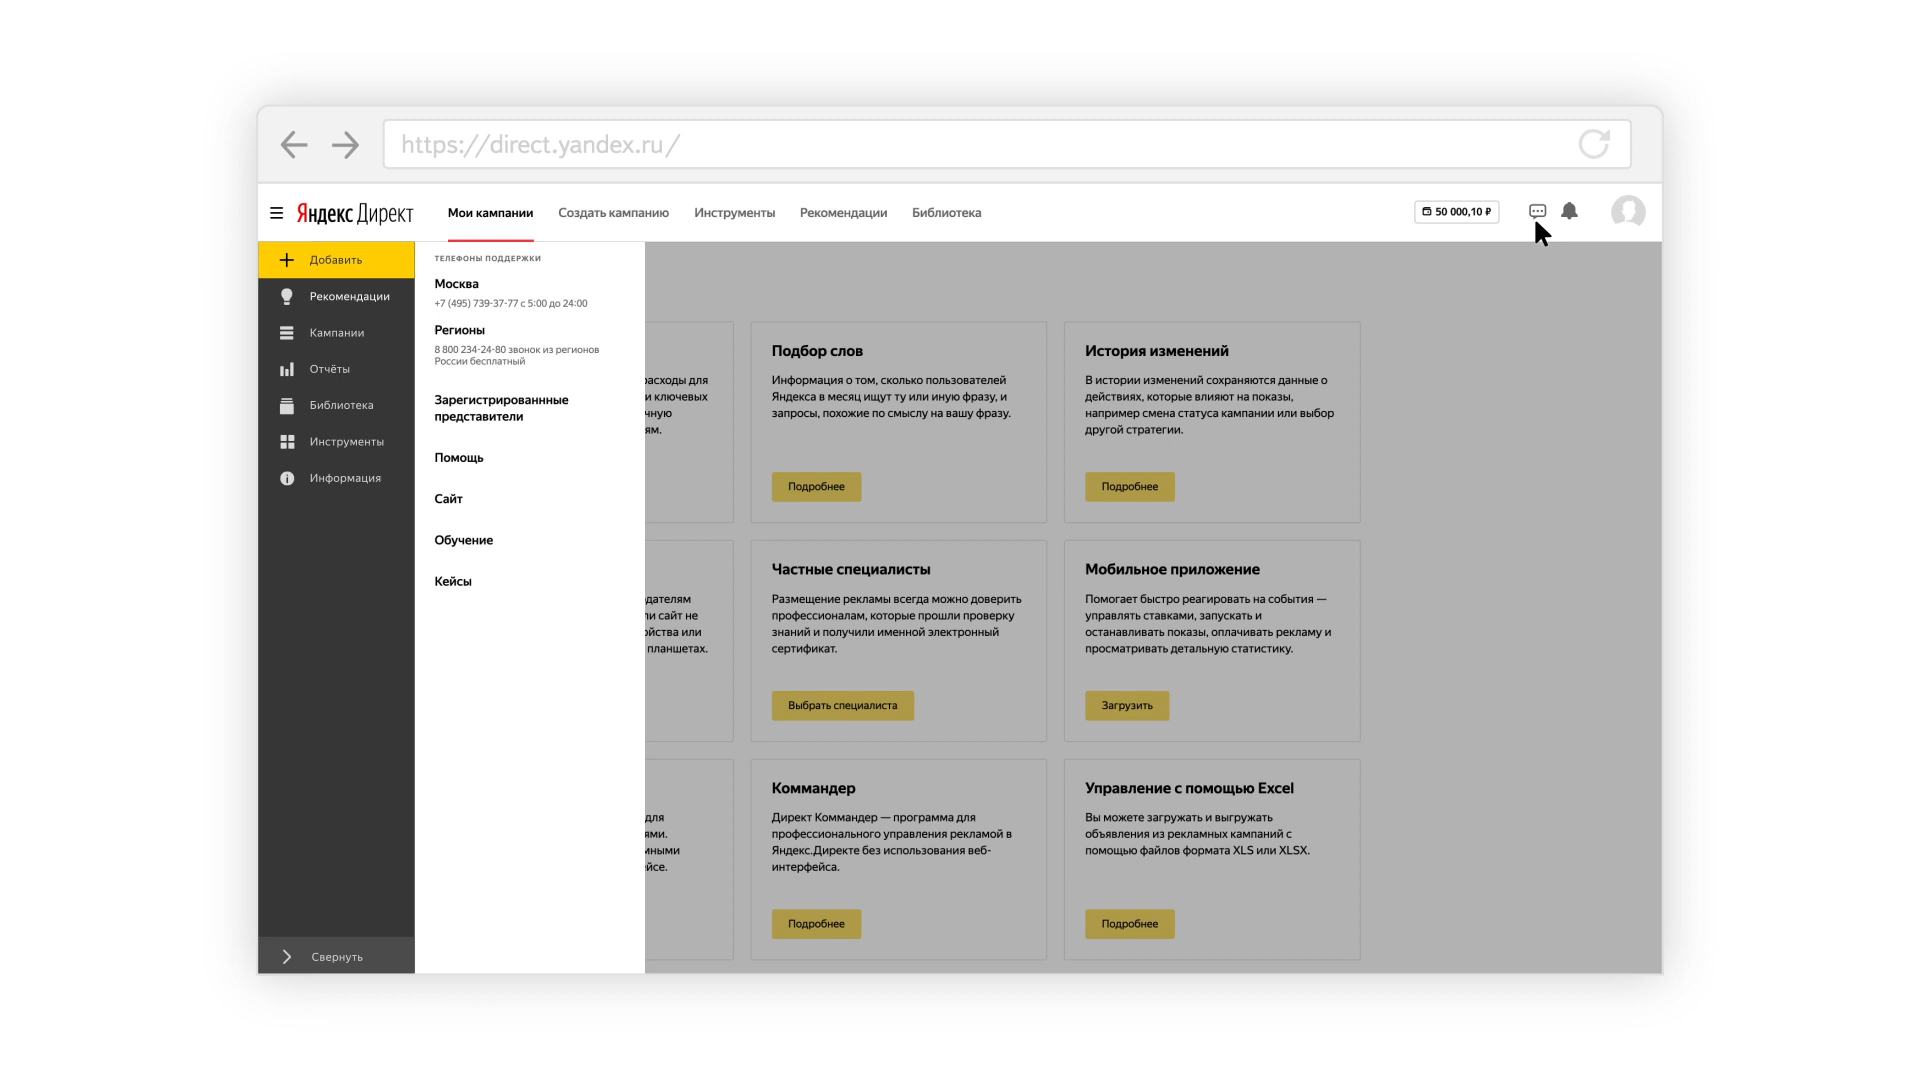 https://direct.yandex.ru/
Яндекс Директ
Мои кампании
Создать кампанию
Инструменты
Рекомендации
Библиотека
50 000,10 ₽
Добавить
Рекомендации
Кампании
Отчёты
Библиотека
Инструменты
Информация
Свернуть
ТЕЛЕФОНЫ ПОДДЕРЖКИ
Москва
+7 (495) 739-37-77 с 5:00 до 24:00
Регионы
8 800 234-24-80 звонок из регионов
России бесплатный
Зарегистрированнные
представители
Помощь
Сайт
Обучение
Кейсы
для
и ключевых
Подбор слов
Информация о том, сколько пользователей
Яндекса в месяц ищут ту или иную фразу, и
запросы, похожие по смыслу на вашу фразу.
Подробнее
История изменений
В истории изменений сохраняются данные о
действиях, которые влияют на показы,
например смена статуса кампании или выбор
другой стратегии.
Подробнее
сайт не
или
планшетах.
Частные специалисты
Размещение рекламы всегда можно доверить
профессионалам, которые прошли проверку
знаний и получили именной электронный
сертификат.
Выбрать специалиста
Мобильное приложение
Помогает быстро реагировать на события —
управлять ставками, запускать и
останавливать показы, оплачивать рекламу и
просматривать детальную статистику.
Загрузить
для
Коммандер
Директ Коммандер — программа для
профессионального управления рекламой в
Яндекс.Директе без использования веб-
интерфейса.
Подробнее
Управление с помощью Excel
Вы можете загружать и выгружать
объявления из рекламных кампаний с
помощью файлов формата XLS или XLSX.
Подробнее